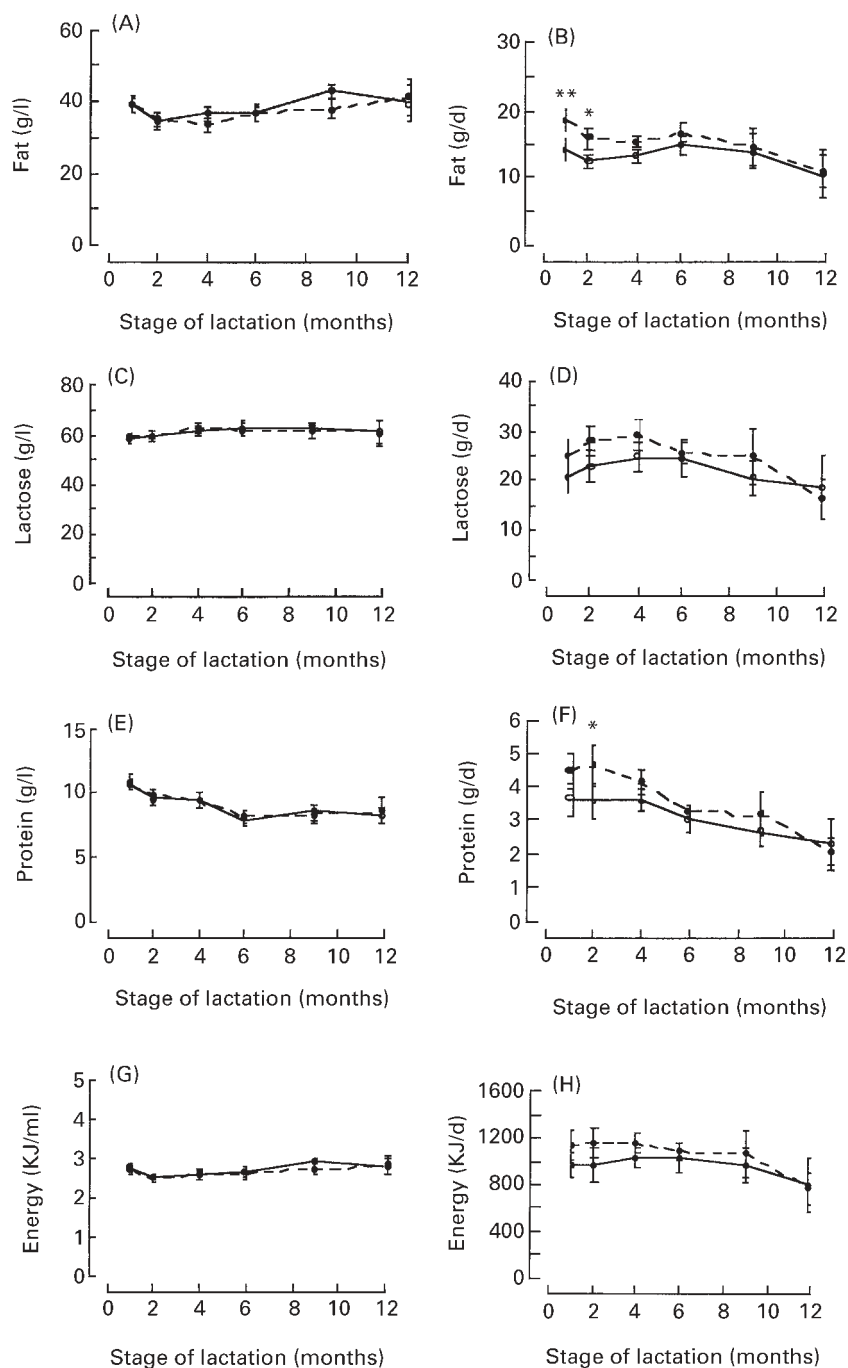 (A)
60
40
20
0
Fat (g/l)
0 2 4 6 8 10 12
Stage of lactation (months)
(B)
30
20
10
0
** *
Fat (g/d)
0 2 4 6 8 10 12
Stage of lactation (months)
(C)
80
60
40
20
0
Lactose (g/l)
0 2 4 6 8 10 12
Stage of lactation (months)
(D)
40
30
20
10
0
Lactose (g/d)
0 2 4 6 8 10 12
Stage of lactation (months)
(E)
15
10
5
0
Protein (g/l)
0 2 4 6 8 10 12
Stage of lactation (months)
(F)
6
5
4
3
2
1
0
*
Protein (g/d)
0 2 4 6 8 10 12
Stage of lactation (months)
(G)
5
4
3
2
1
0
Energy (KJ/ml)
0 2 4 6 8 10 12
Stage of lactation (months)
(H)
1600
1200
800
400
0
Energy (KJ/d)
0 2 4 6 8 10 12
Stage of lactation (months)